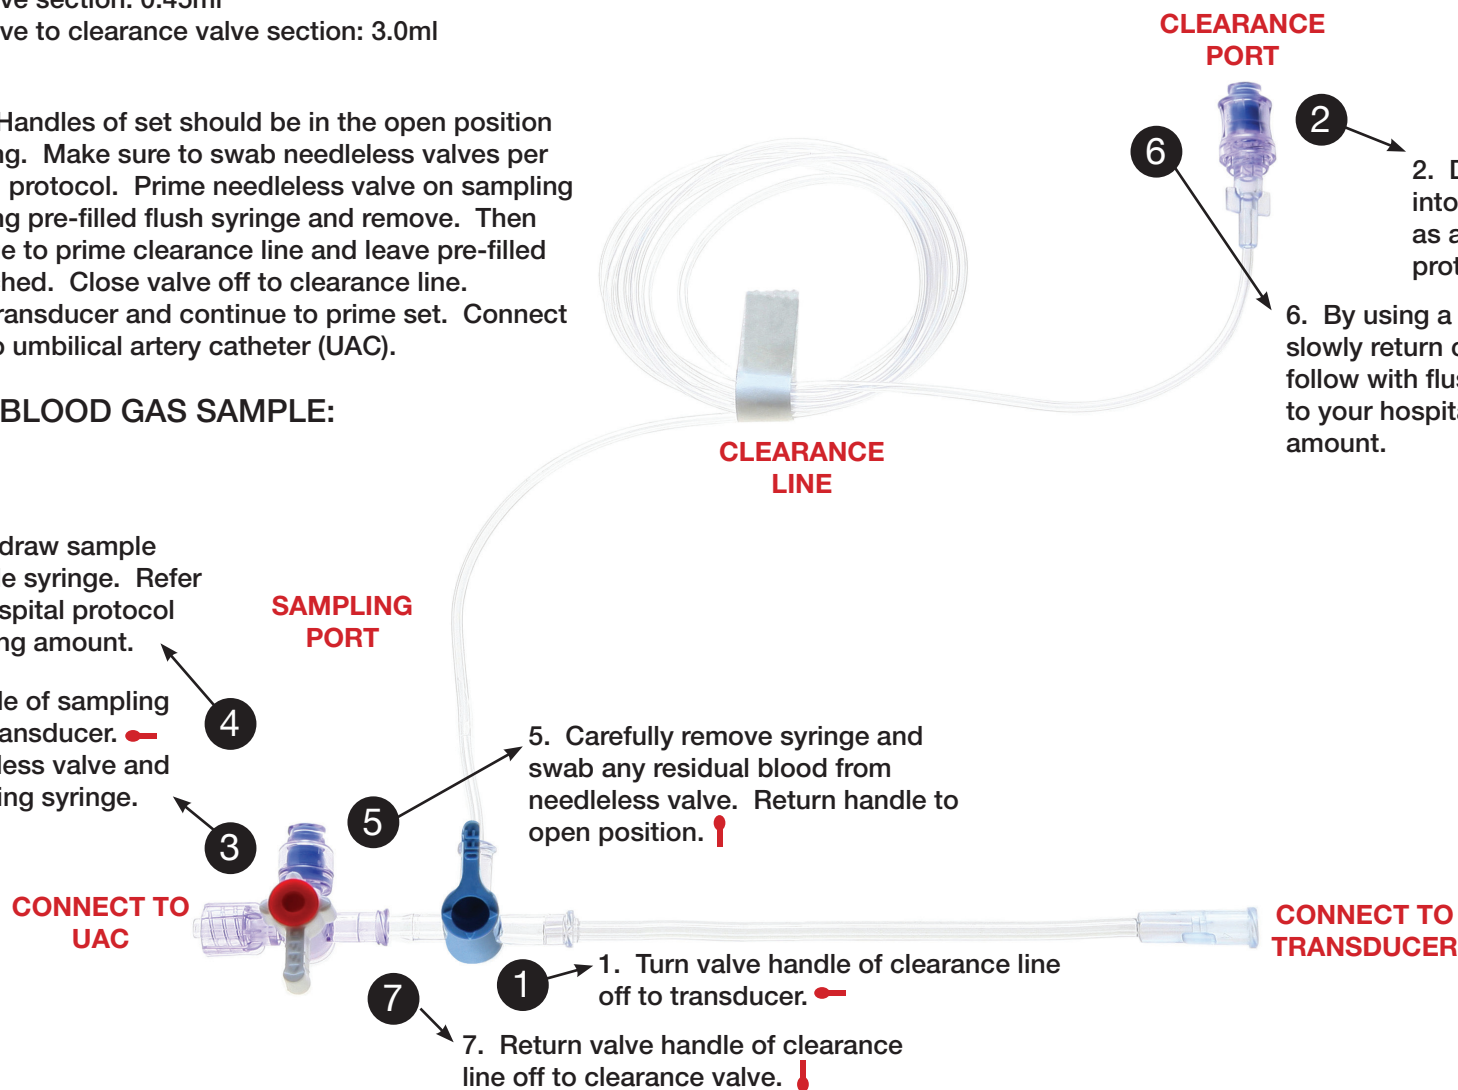 ve section: 0.45ml
ve to clearance valve section: 3.0ml
Handles of set should be in the open position
ng. Make sure to swab needleless valves per
protocol. Prime needleless valve on sampling
ng pre-filled flush syringe and remove. Then
e to prime clearance line and leave pre-filled
hed. Close valve off to clearance line.
ransducer and continue to prime set. Connect
o umbilical artery catheter (UAC).
BLOOD GAS SAMPLE:
CLEARANCE
PORT
2
6
2. D
into
as a
prot
6. By using a
slowly return c
follow with flus
to your hospita
amount.
CLEARANCE
LINE
draw sample
le syringe. Refer
spital protocol
ng amount.
SAMPLING
PORT
4
le of sampling
ransducer.
less valve and
ing syringe.
3
5
5. Carefully remove syringe and
swab any residual blood from
needleless valve. Return handle to
open position.
CONNECT TO
UAC
CONNECT TO
TRANSDUCER
1
1. Turn valve handle of clearance line
off to transducer.
7
7. Return valve handle of clearance
line off to clearance valve.